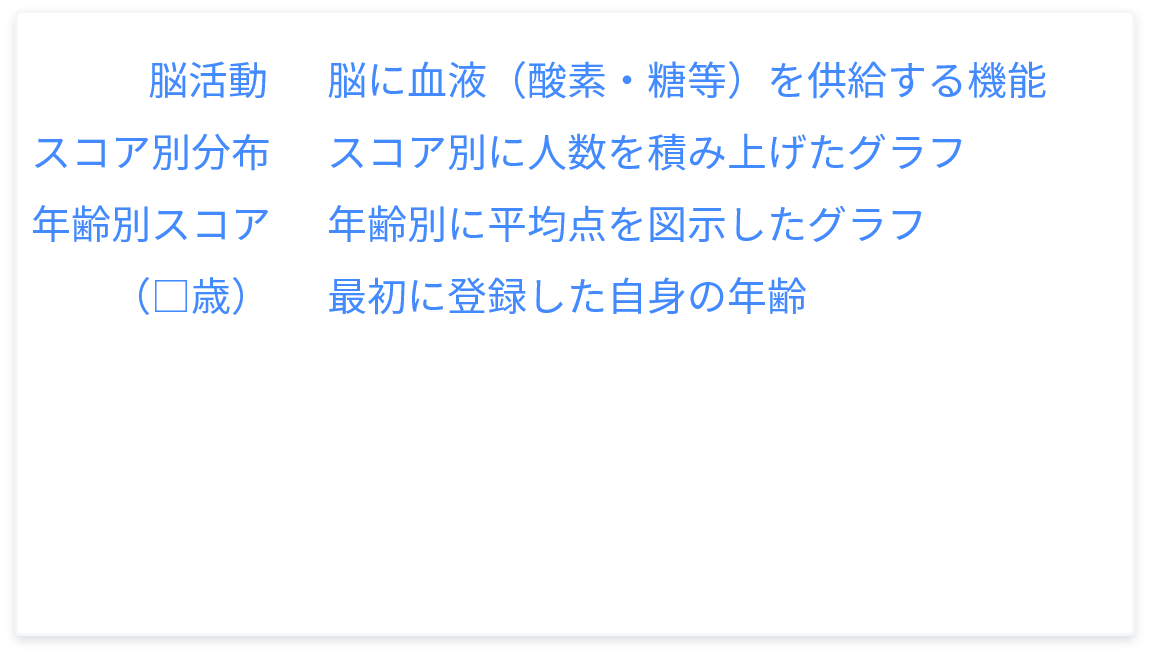 脳活動 脳に血液（酸素・糖等）を供給する機能
スコア別分布 スコア別に人数を積み上げたグラフ
年齢別スコア 年齢別に平均点を図示したグラフ
（□歳） 最初に登録した自身の年齢